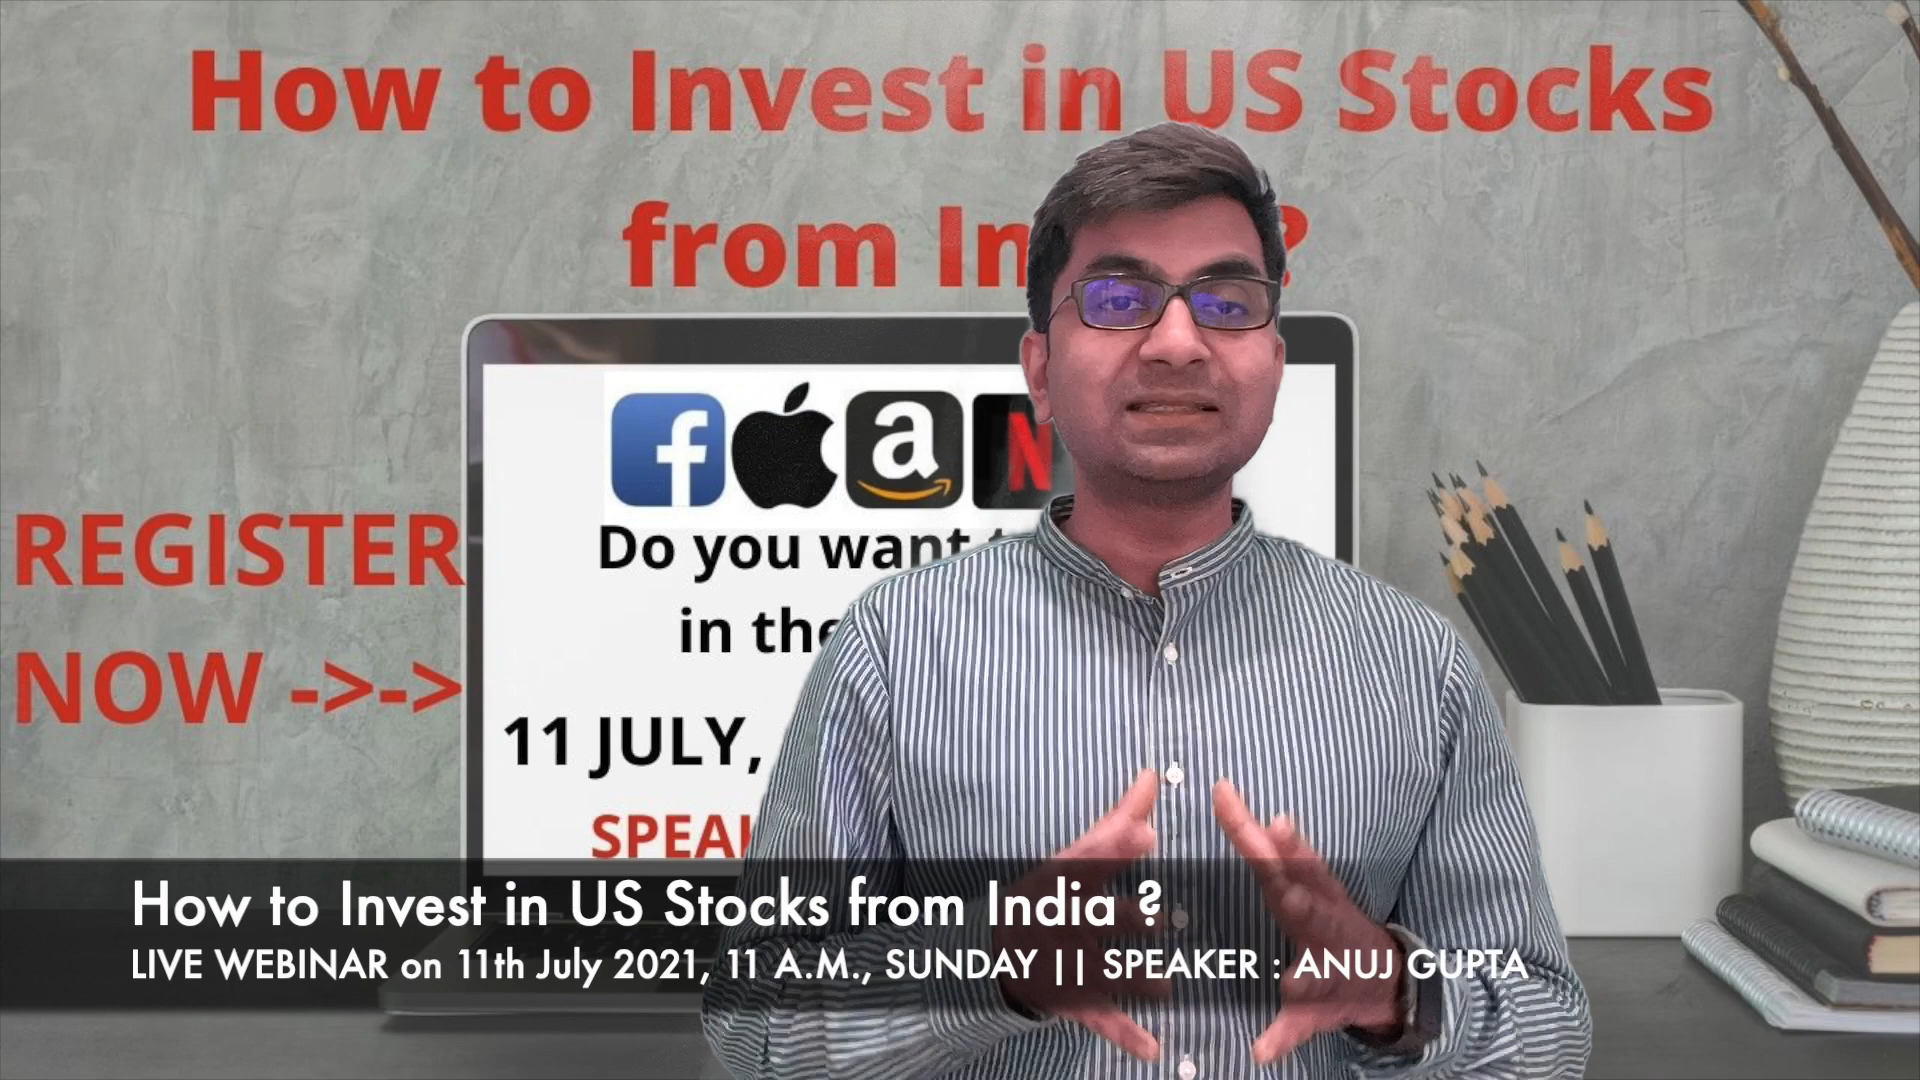 How to Invest in US Stocks
from In ?
REGISTER
NOW ->->
f a N
Do you want
in the
11 JULY,
SPEAK
How to Invest in US Stocks from India ?
LIVE WEBINAR on 11th July 2021, 11 A.M., SUNDAY || SPEAKER : ANUJ GUPTA